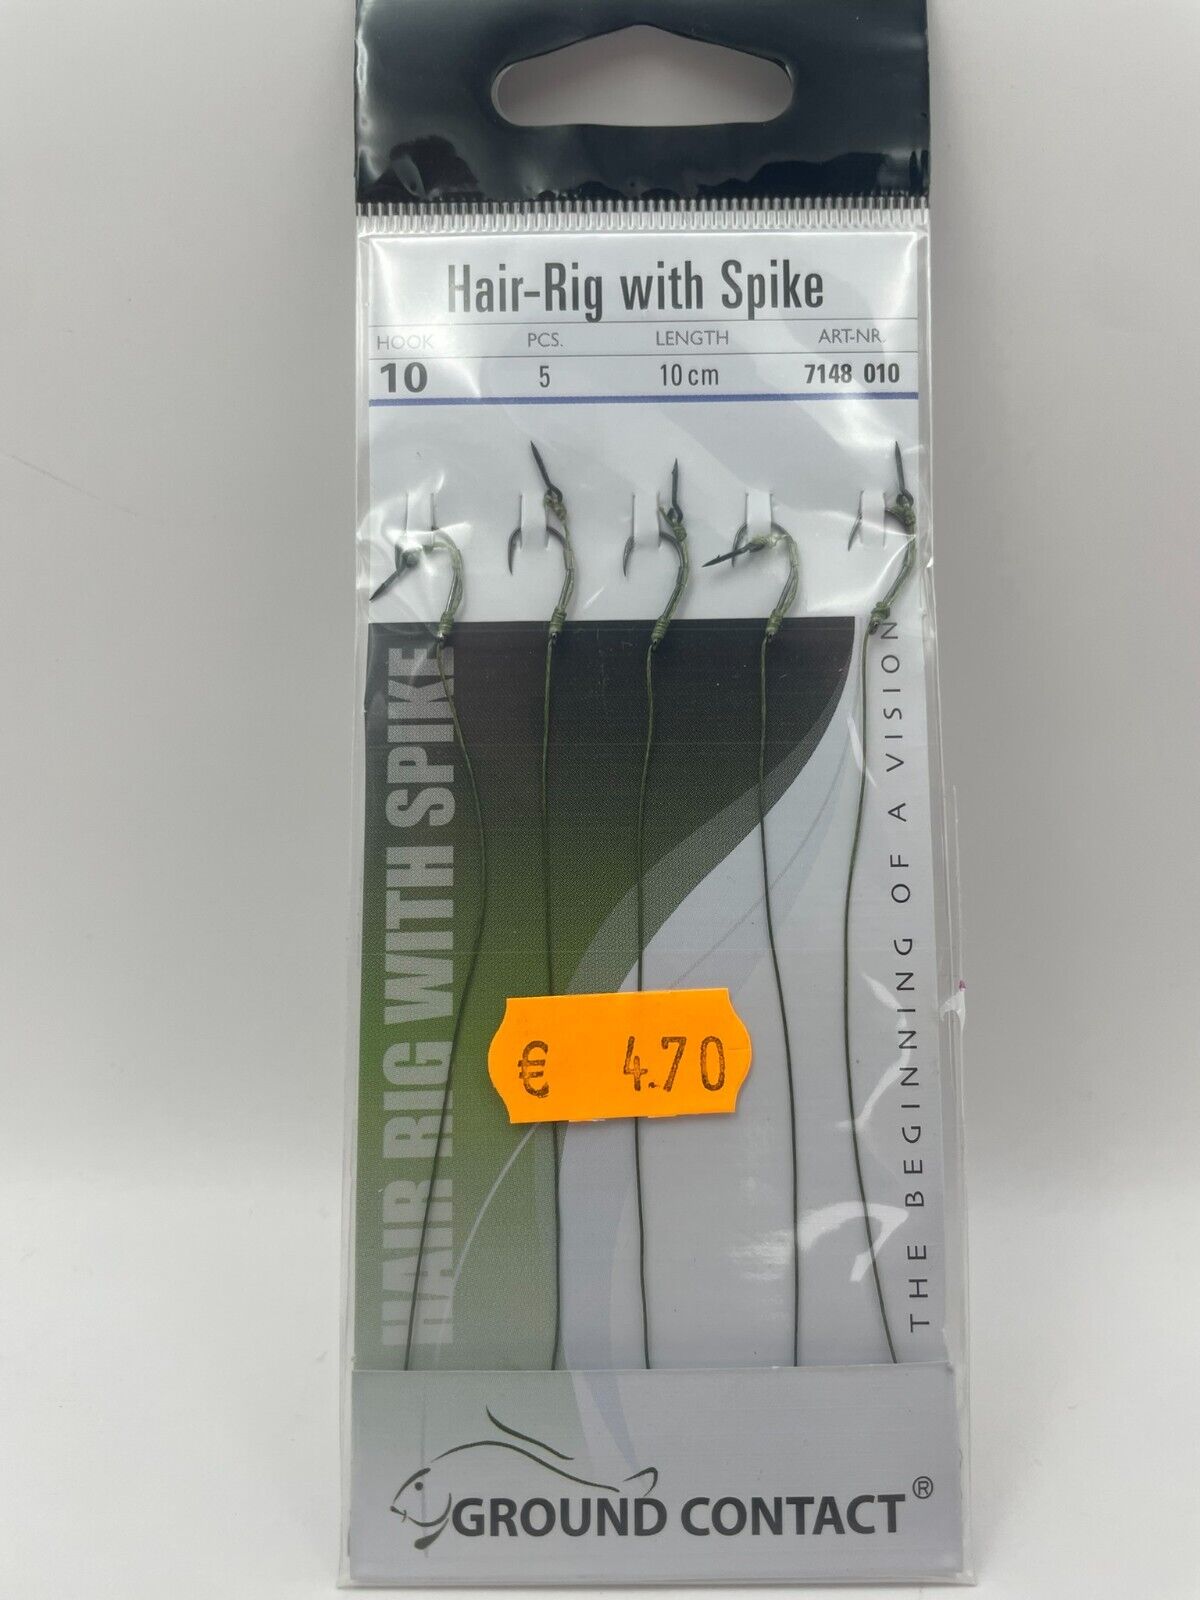 Hair-Rig with Spike
HOOK PCS. LENGTH ART-NR.
10 5 10 cm 7148 010
HAIR RIG WITH SPIKE
THE BEGINNING OF A VISION
€ 4.70
GROUND CONTACT®